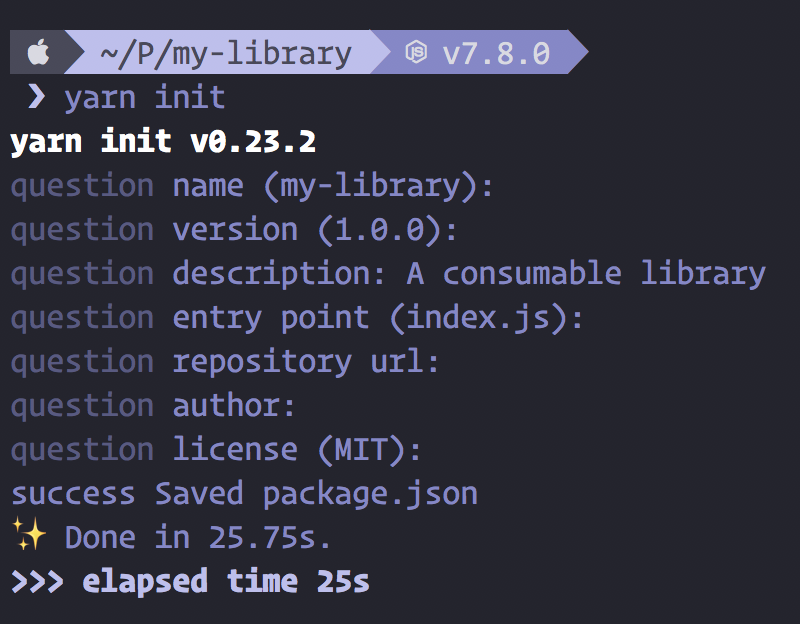 ~/P/my-library JS v7.8.0
❯ yarn init
yarn init v0.23.2
question name (my-library):
question version (1.0.0):
question description: A consumable library
question entry point (index.js):
question repository url:
question author:
question license (MIT):
success Saved package.json
✨ Done in 25.75s.
>>> elapsed time 25s